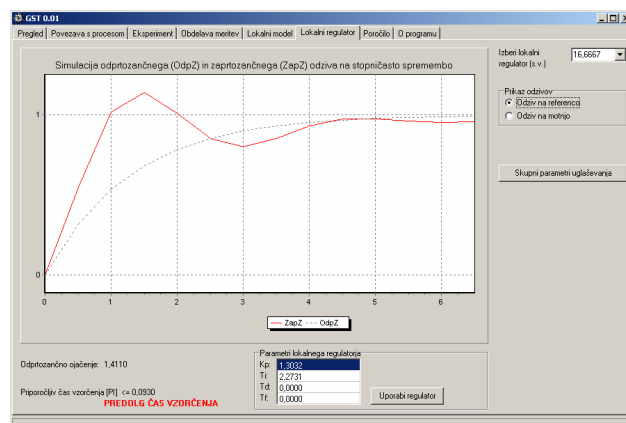 GST 0.01
Pregled Povezava s procesom Eksperiment Obdelava meritev Lokalni model Lokalni regulator Poročilo O programu
Izberi lokalni regulator (s.v.)
16,6667
Simulacija odprtozančnega (OdpZ) in zaprtozančnega (ZapZ) odziva na stopničasto spremembo
1
0
0 1 2 3 4 5 6
ZapZ OdpZ
Prikaz odzivov
Odziv na referenco
Odziv na motnjo
Skupni parametri uglaševanja
Odprtozančno ojačenje: 1,4110
Priporočljiv čas vzorčenja [PI] <= 0,0930
PREDOLG ČAS VZORČENJA
Parametri lokalnega regulatorja
Kp: 1,3032
Ti: 2,2731
Td: 0,0000
Tf: 0,0000
Uporabi regulator